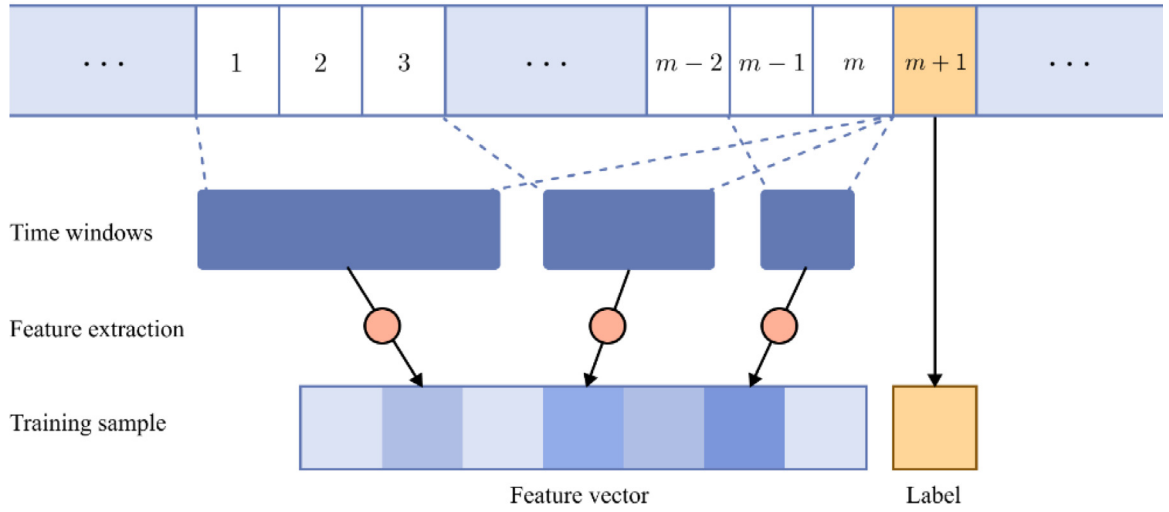 ··· 1 2 3 ··· m − 2 m − 1 m m + 1 ···
Time windows
Feature extraction
Training sample
Feature vector Label